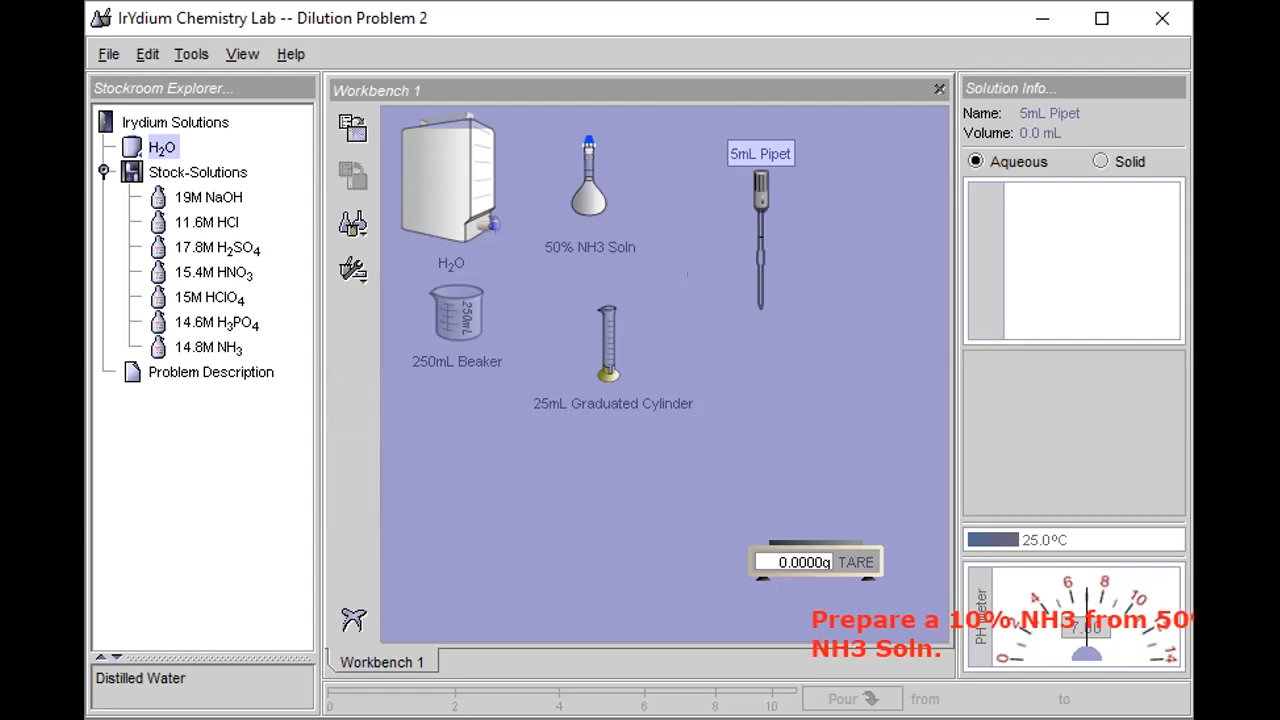 IrYdium Chemistry Lab -- Dilution Problem 2
File Edit Tools View Help
Stockroom Explorer...
Irydium Solutions
H₂O
Stock-Solutions
19M NaOH
11.6M HCl
17.8M H₂SO₄
15.4M HNO₃
15M HClO₄
14.6M H₃PO₄
14.8M NH₃
Problem Description
Distilled Water
Workbench 1
H₂O
50% NH3 Soln
5mL Pipet
250mL
250mL Beaker
25mL Graduated Cylinder
0.0000g TARE
Prepare a 10% NH3 from 50%
NH3 Soln.
Workbench 1
0 2 4 6 8 10
Pour from to
Solution Info...
Name: 5mL Pipet
Volume: 0.0 mL
Aqueous Solid
25.0ºC
PH Meter
0 2 4 6 8 10 12 14
7.00